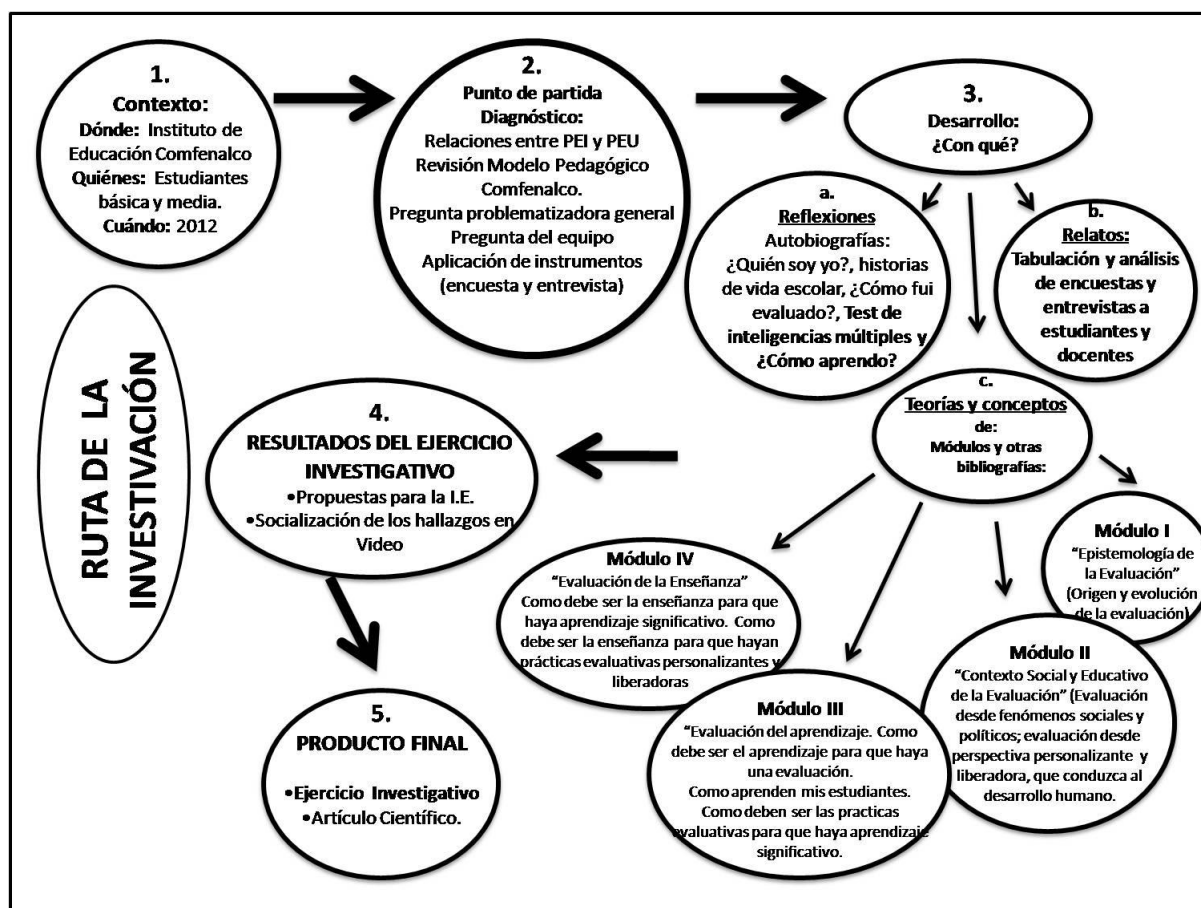 1.
Contexto:
Dónde: Instituto de
Educación Comfenalco
Quiénes: Estudiantes
básica y media.
Cuándo: 2012
2.
Punto de partida
Diagnóstico:
Relaciones entre PEI y PEU
Revisión Modelo Pedagógico
Comfenalco.
Pregunta problematizadora general
Pregunta del equipo
Aplicación de instrumentos
(encuesta y entrevista)
3.
Desarrollo:
¿Con qué?
a.
Reflexiones
Autobiografías:
¿Quién soy yo?, historias
de vida escolar, ¿Cómo fui
evaluado?, Test de
inteligencias múltiples y
¿Cómo aprendo?
b.
Relatos:
Tabulación y análisis
de encuestas y
entrevistas a
estudiantes y
docentes
c.
Teorías y conceptos
de:
Módulos y otras
bibliografías:
Módulo I
“Epistemología de
la Evaluación”
(Origen y evolución
de la evaluación)
Módulo II
“Contexto Social y Educativo
de la Evaluación” (Evaluación
desde fenómenos sociales y
políticos; evaluación desde
perspectiva personalizante y
liberadora, que conduzca al
desarrollo humano.
Módulo III
“Evaluación del aprendizaje. Como
debe ser el aprendizaje para que haya
una evaluación.
Como aprenden mis estudiantes.
Como deben ser las practicas
evaluativas para que haya aprendizaje
significativo.
Módulo IV
“Evaluación de la Enseñanza”
Como debe ser la enseñanza para que
haya aprendizaje significativo. Como
debe ser la enseñanza para que hayan
prácticas evaluativas personalizantes y
liberadoras
4.
RESULTADOS DEL EJERCICIO
INVESTIGATIVO
•Propuestas para la I.E.
•Socialización de los hallazgos en
Video
5.
PRODUCTO FINAL
•Ejercicio Investigativo
•Artículo Científico.
RUTA DE LA
INVESTIVACIÓN